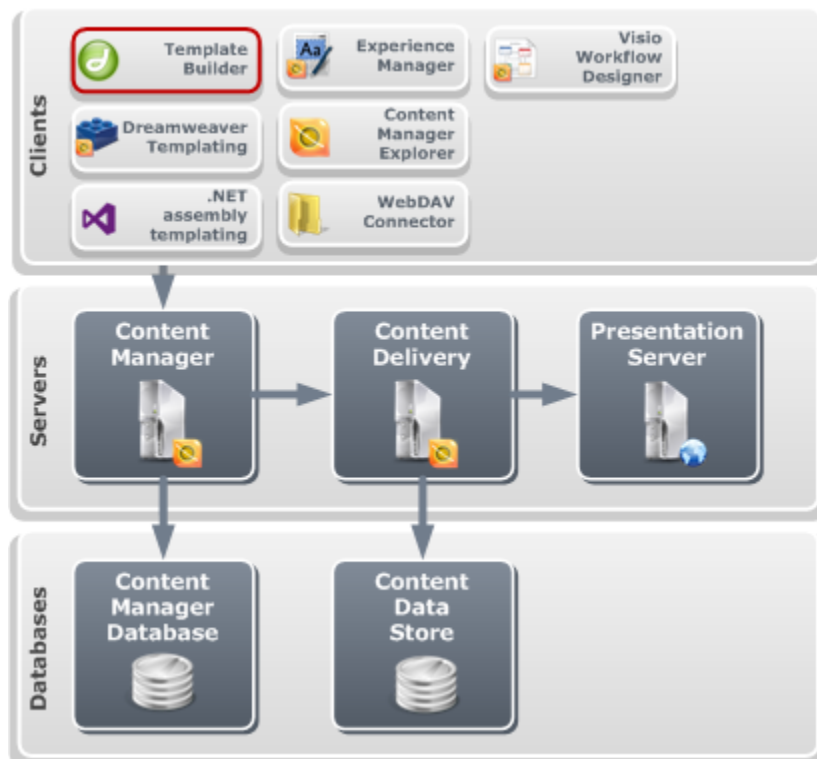 Clients
Template
Builder
Experience
Manager
Visio
Workflow
Designer
Dreamweaver
Templating
Content
Manager
Explorer
.NET
assembly
templating
WebDAV
Connector
Servers
Content
Manager
Content
Delivery
Presentation
Server
Databases
Content
Manager
Database
Content
Data
Store